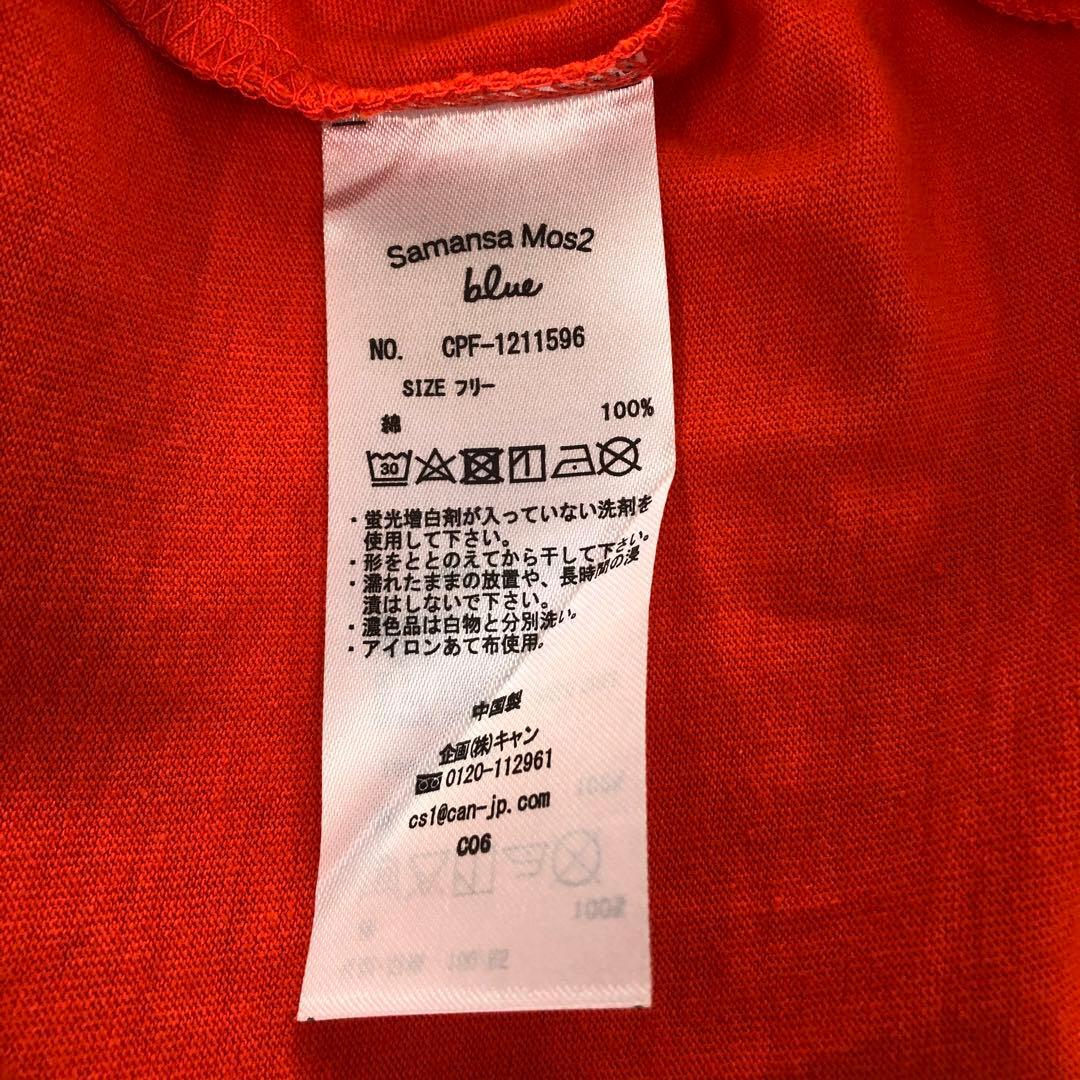 Samansa Mos2
blue
NO. CPF-1211596
SIZE フリー
綿 100%
30
・蛍光増白剤が入っていない洗剤を
使用して下さい。
・形をととのえてから干して下さい。
・濡れたままの放置や、長時間の浸
漬はしないで下さい。
・濃色品は白物と分別洗い。
・アイロンあて布使用。
中国製
企画(株)キャン
0120-112961
cs1@can-jp.com
C06